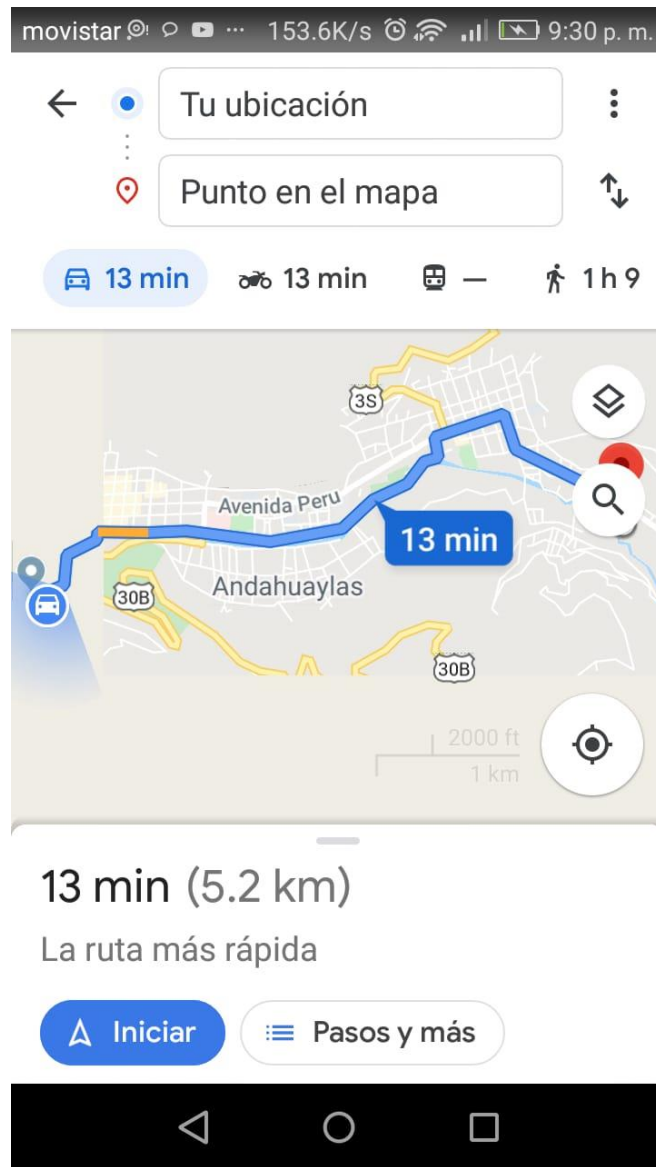 movistar ... 153.6K/s 9:30 p. m.
Tu ubicación
Punto en el mapa
13 min 13 min — 1 h 9
3S
Avenida Peru
13 min
30B
Andahuaylas
30B
2000 ft
1 km
13 min (5.2 km)
La ruta más rápida
Iniciar Pasos y más